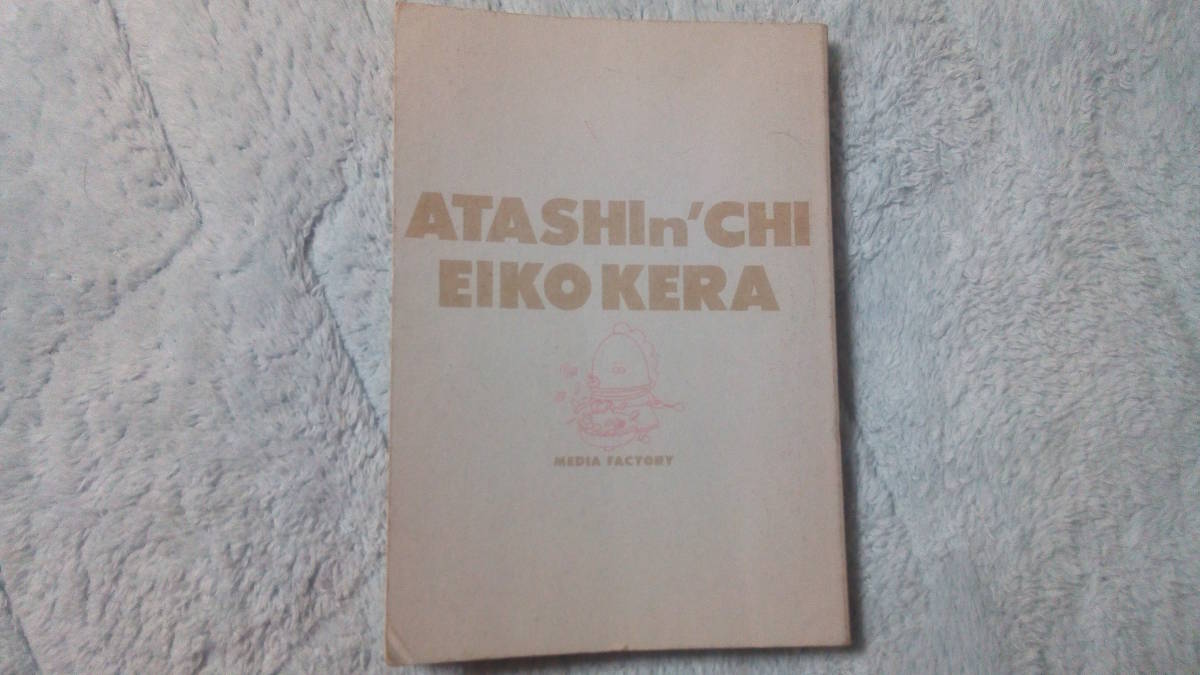 ATASHIn'CHI
EIKO KERA
MEDIA FACTORY